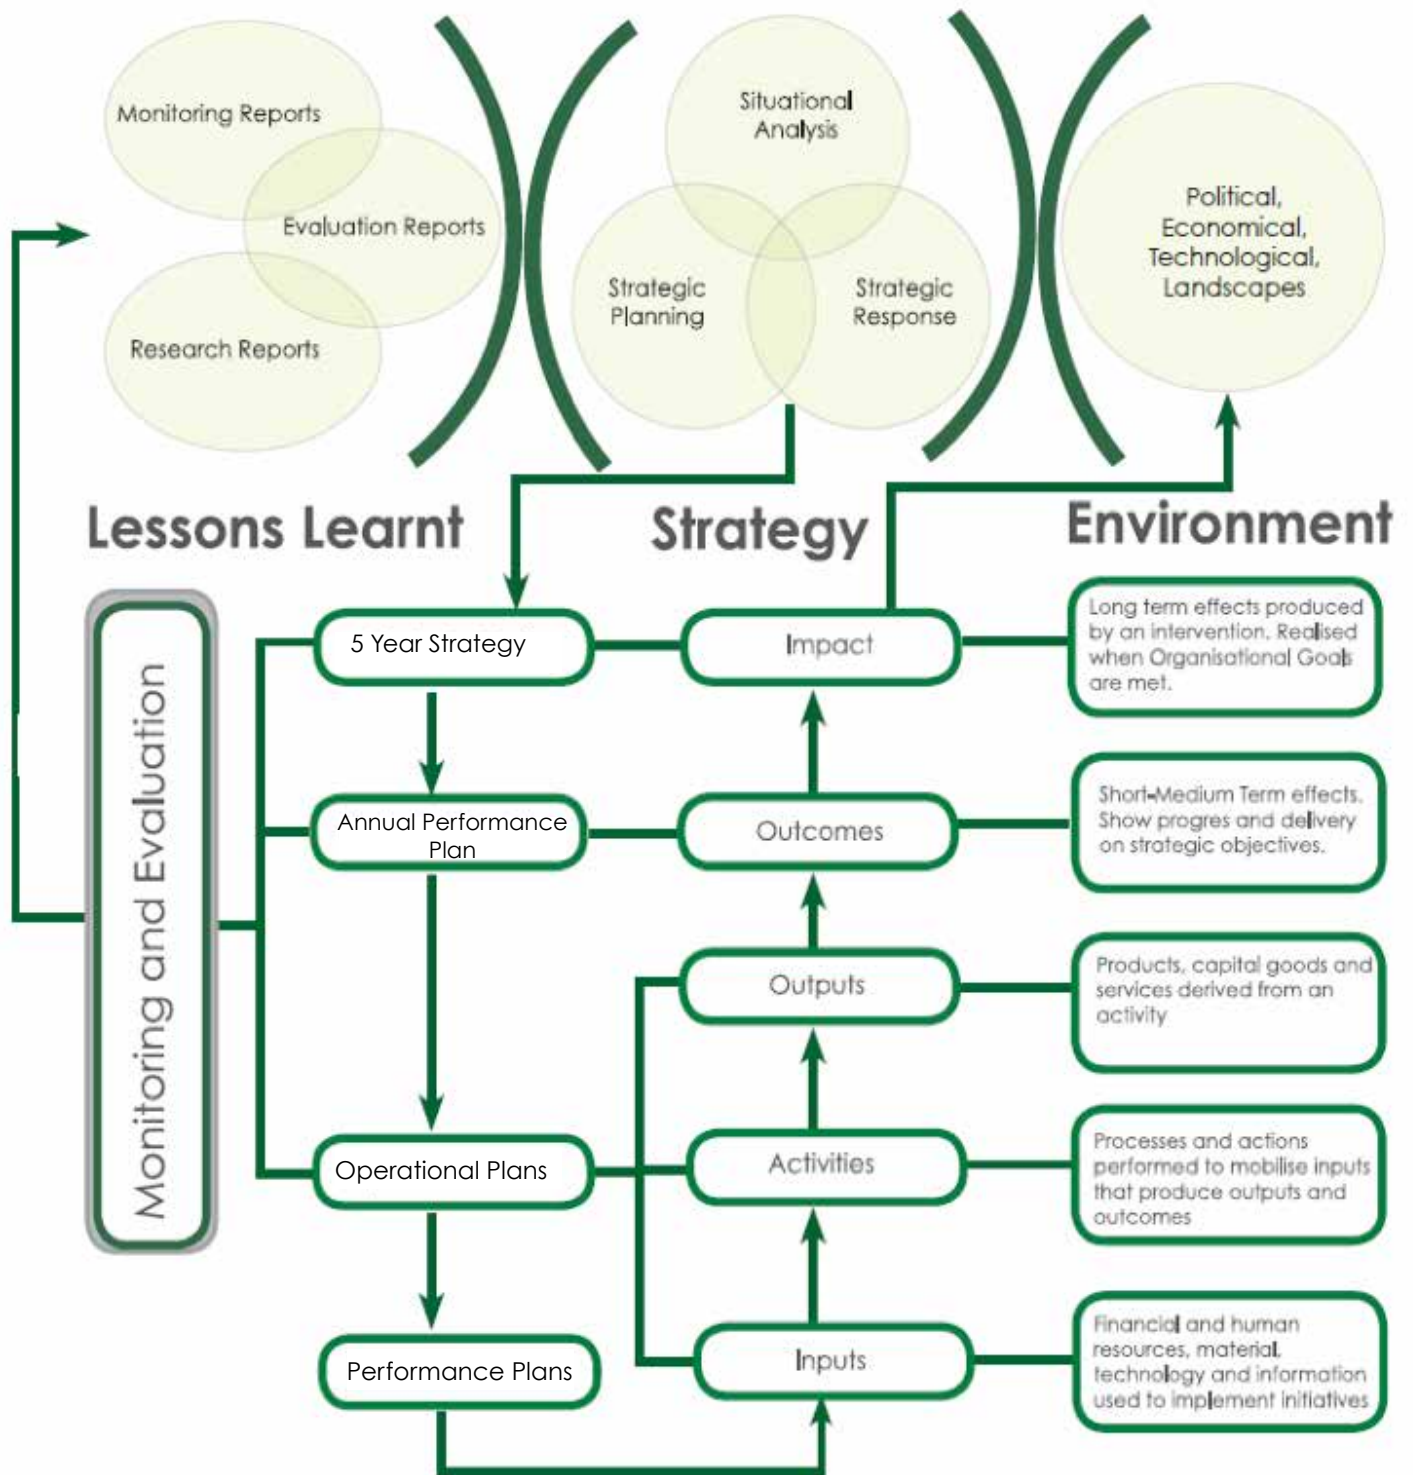 Monitoring Reports
Evaluation Reports
Research Reports
Situational
Analysis
Strategic
Planning
Strategic
Response
Political,
Economical,
Technological,
Landscapes
Lessons Learnt
Strategy
Environment
Monitoring and Evaluation
5 Year Strategy
Impact
Long term effects produced
by an intervention. Realised
when Organisational Goals
are met.
Annual Performance
Plan
Outcomes
Short-Medium Term effects.
Show progres and delivery
on strategic objectives.
Outputs
Products, capital goods and
services derived from an
activity
Operational Plans
Activities
Processes and actions
performed to mobilise inputs
that produce outputs and
outcomes
Performance Plans
Inputs
Financial and human
resources, material,
technology and information
used to implement initiatives